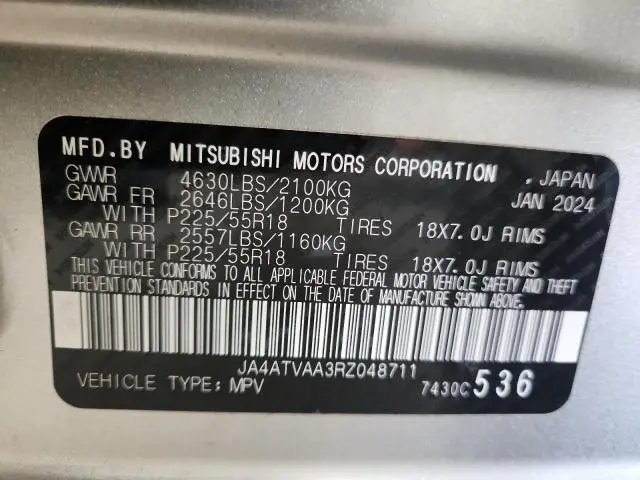 MFD.BY MITSUBISHI MOTORS CORPORATION , JAPAN
GVWR 4630LBS/2100KG JAN 2024
GAWR FR 2646LBS/1200KG
WITH P225/55R18 TIRES 18X7.0J RIMS
GAWR RR 2557LBS/1160KG
WITH P225/55R18 TIRES 18X7.0J RIMS
THIS VEHICLE CONFORMS TO ALL APPLICABLE FEDERAL MOTOR VEHICLE SAFETY AND THEFT
PREVENTION STANDARDS IN EFFECT ON THE DATE OF MANUFACTURE SHOWN ABOVE.
JA4ATVAA3RZ048711
VEHICLE TYPE: MPV 7430C 536